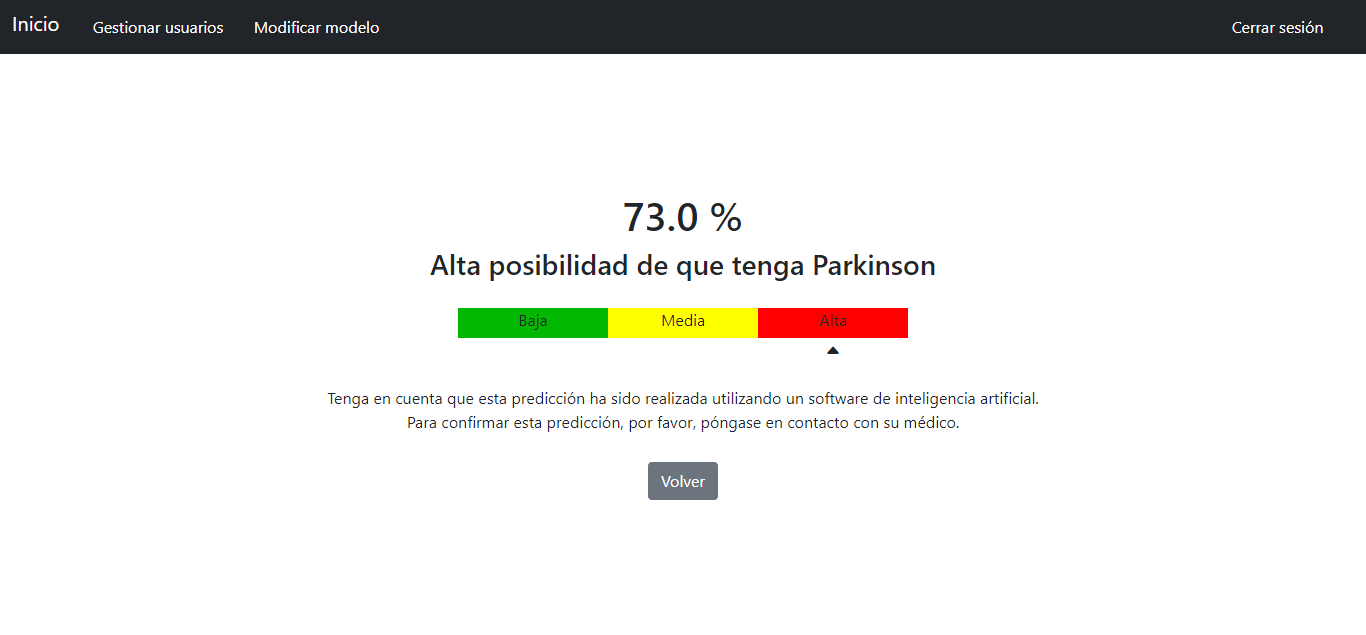 Inicio Gestionar usuarios Modificar modelo Cerrar sesión
73.0 %
Alta posibilidad de que tenga Parkinson
Baja Media Alta
Tenga en cuenta que esta predicción ha sido realizada utilizando un software de inteligencia artificial.
Para confirmar esta predicción, por favor, póngase en contacto con su médico.
Volver